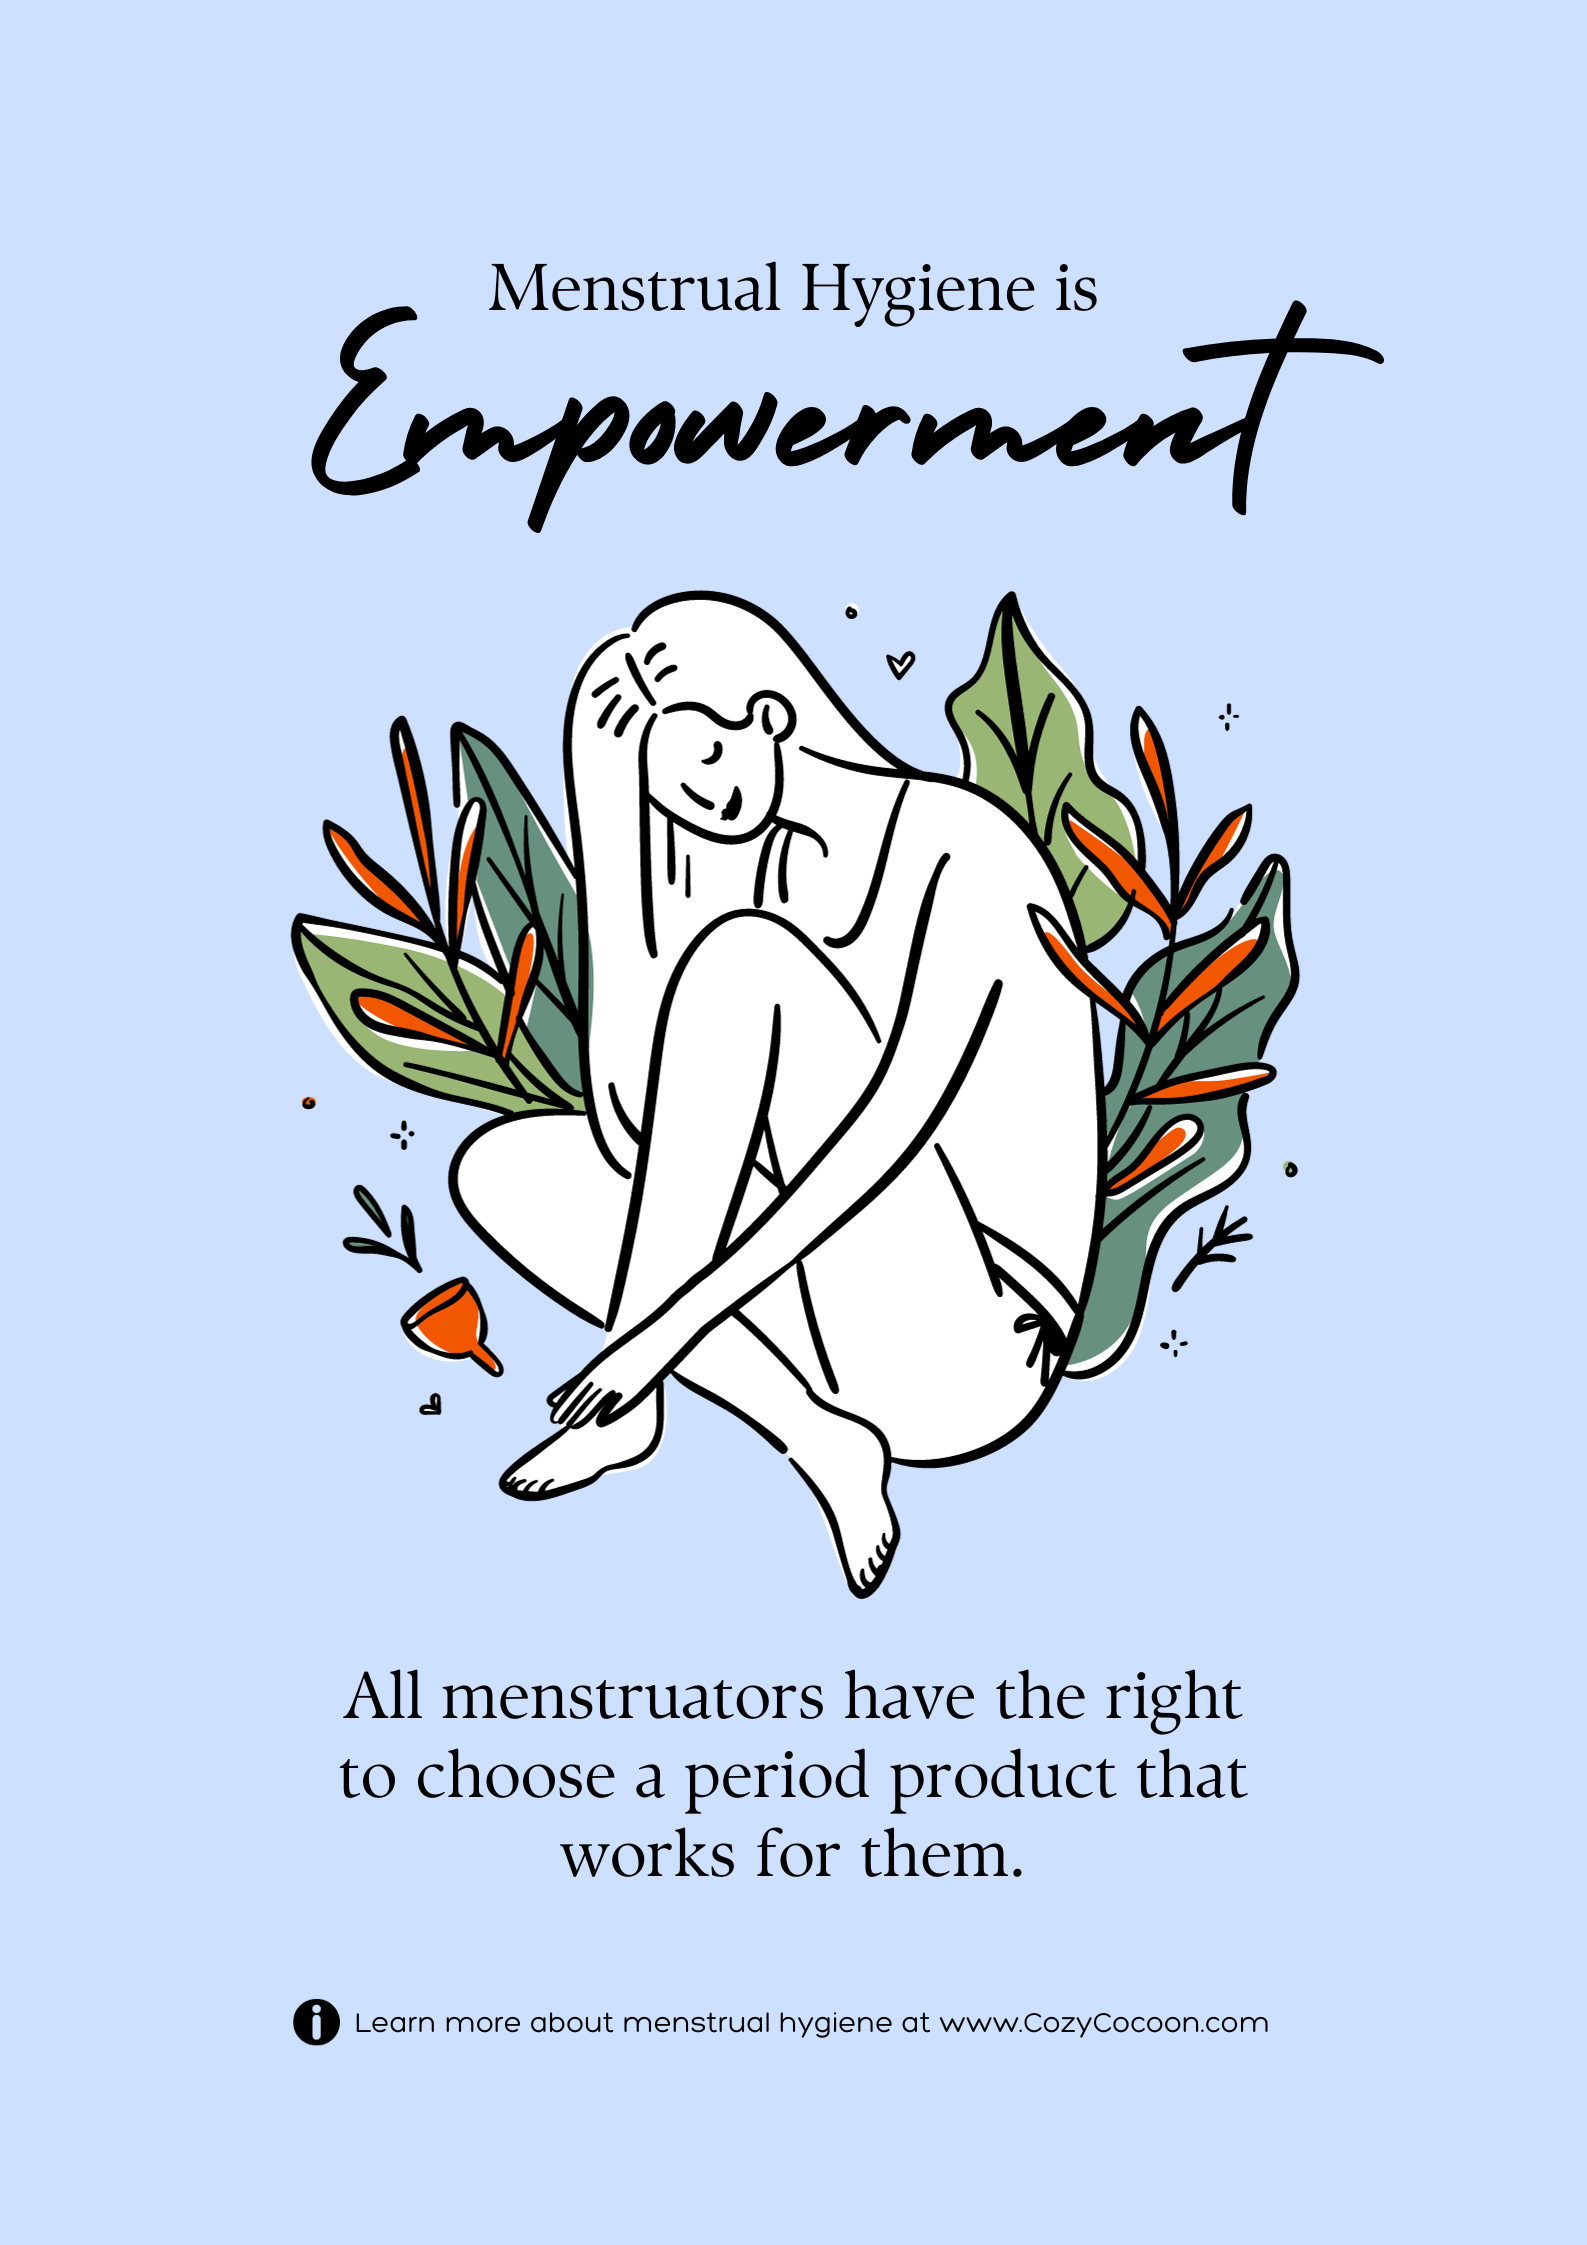 Menstrual Hygiene is
Empowerment
All menstruators have the right
to choose a period product that
works for them.
i Learn more about menstrual hygiene at www.CozyCocoon.com